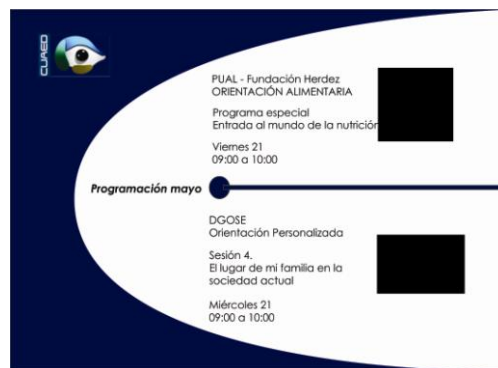 CUAED
PUAL - Fundación Herdez
ORIENTACIÓN ALIMENTARIA
Programa especial
Entrada al mundo de la nutrición
Viernes 21
09:00 a 10:00
Programación mayo
DGOSE
Orientación Personalizada
Sesión 4.
El lugar de mi familia en la
sociedad actual
Miércoles 21
09:00 a 10:00